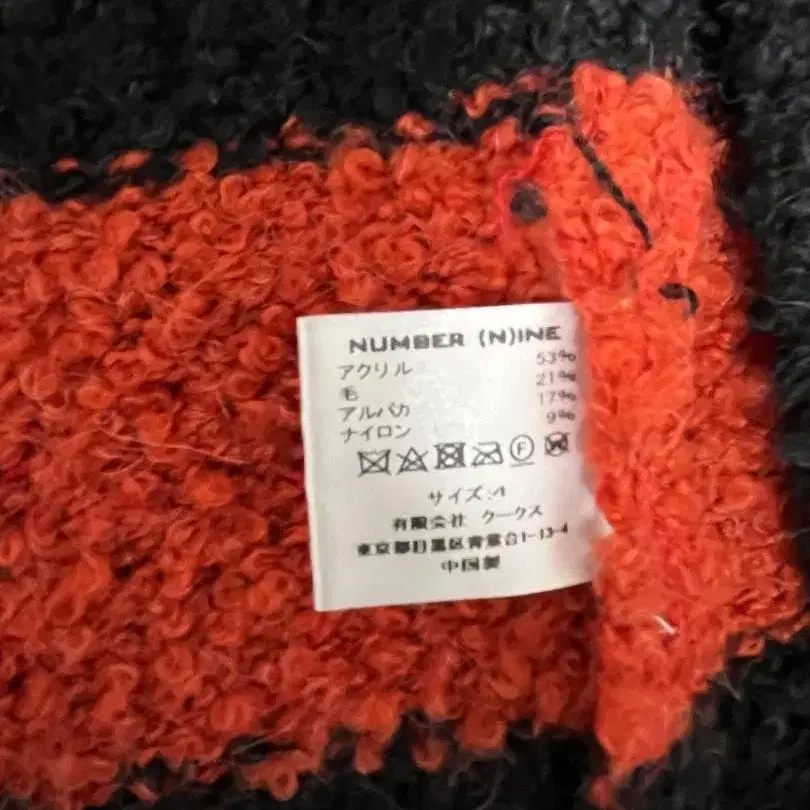 NUMBER (N)INE
アクリル 53%
毛 21%
アルパカ 17%
ナイロン 9%
F
サイズ:4
有限会社 クークス
東京都目黒区青葉台1-13-4
中国製